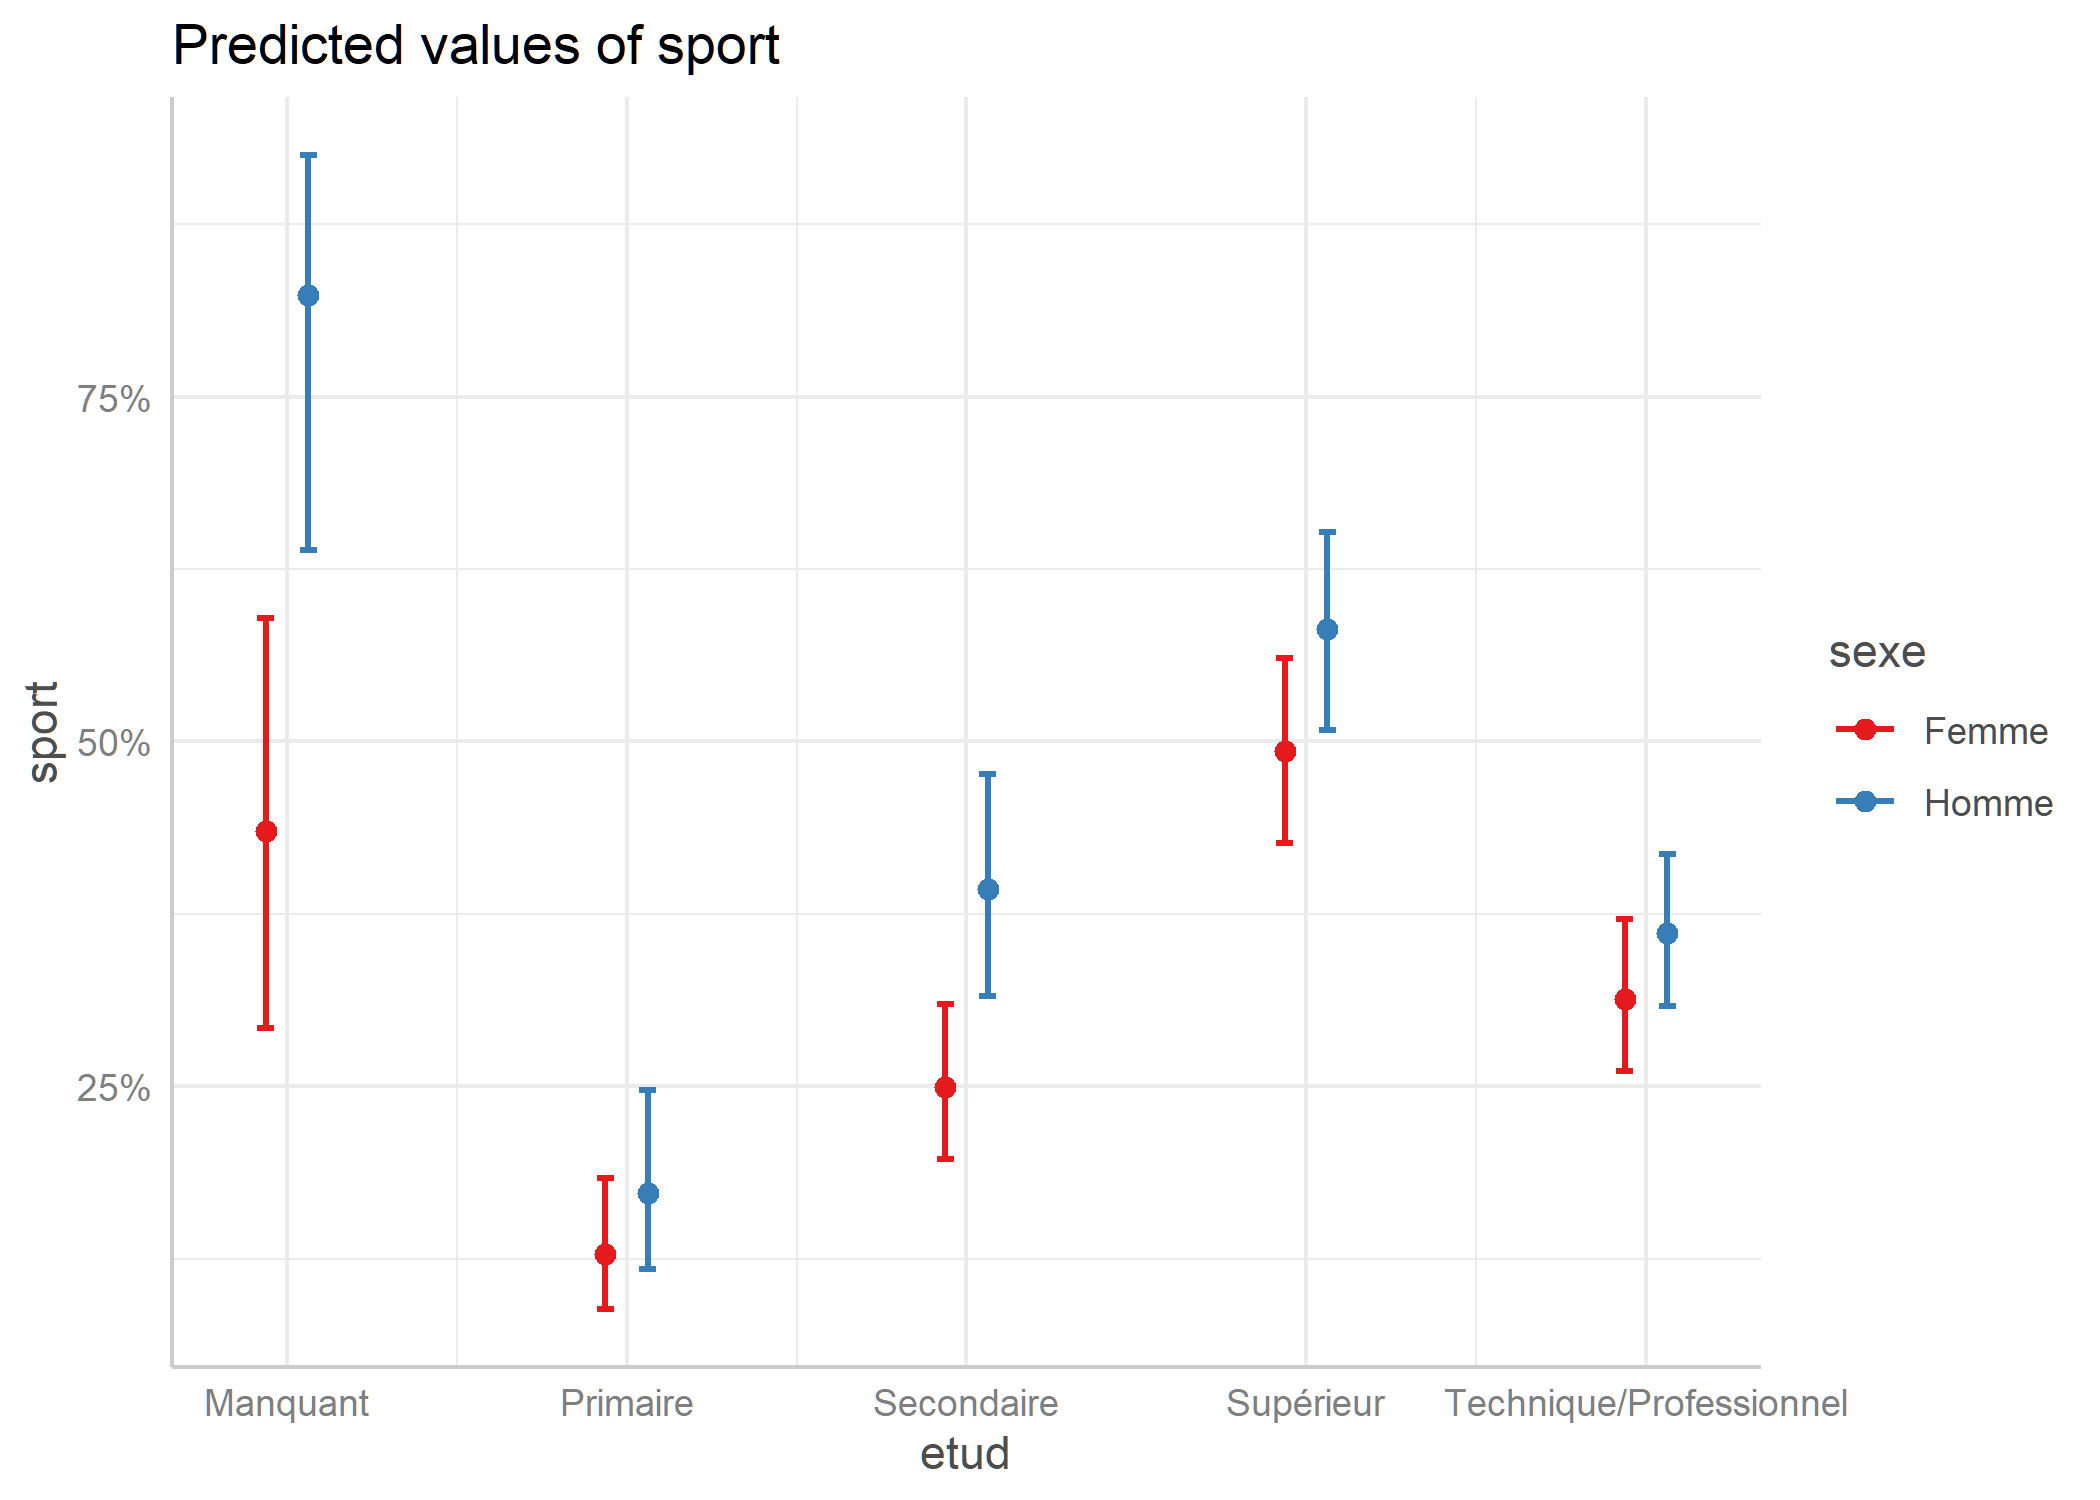 Predicted values of sport
75%
50%
25%
sport
Manquant
Primaire
Secondaire
Supérieur
Technique/Professionnel
etud
sexe
Femme
Homme